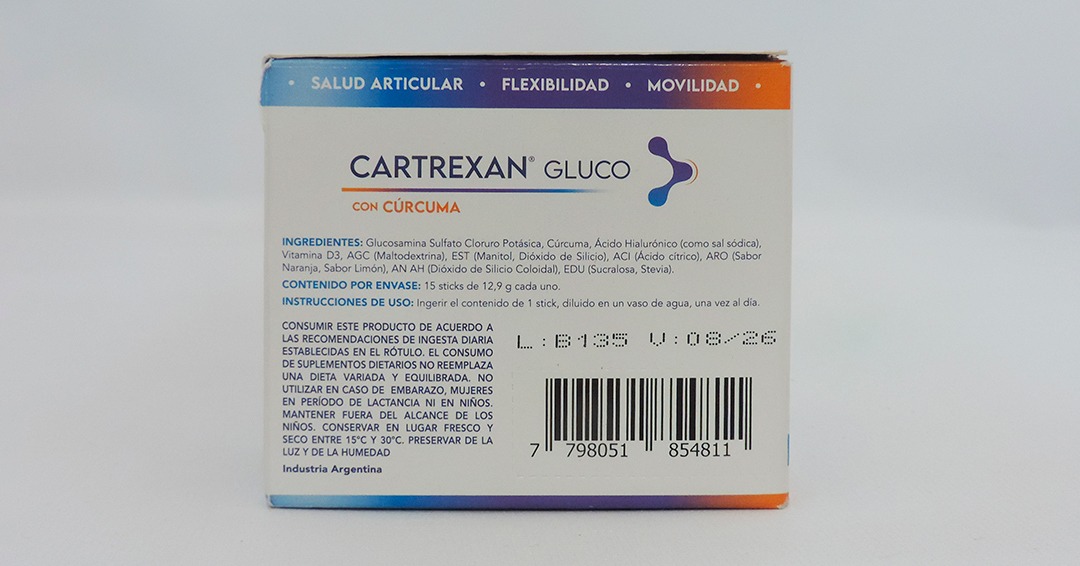 • SALUD ARTICULAR • FLEXIBILIDAD • MOVILIDAD •
CARTREXAN® GLUCO
CON CÚRCUMA
INGREDIENTES: Glucosamina Sulfato Cloruro Potásica, Cúrcuma, Ácido Hialurónico (como sal sódica),
Vitamina D3, AGC (Maltodextrina), EST (Manitol, Dióxido de Silicio), ACI (Ácido cítrico), ARO (Sabor
Naranja, Sabor Limón), AN AH (Dióxido de Silicio Coloidal), EDU (Sucralosa, Stevia).
CONTENIDO POR ENVASE: 15 sticks de 12,9 g cada uno.
INSTRUCCIONES DE USO: Ingerir el contenido de 1 stick, diluido en un vaso de agua, una vez al día.
CONSUMIR ESTE PRODUCTO DE ACUERDO A
LAS RECOMENDACIONES DE INGESTA DIARIA
ESTABLECIDAS EN EL RÓTULO. EL CONSUMO
DE SUPLEMENTOS DIETARIOS NO REEMPLAZA
UNA DIETA VARIADA Y EQUILIBRADA. NO
UTILIZAR EN CASO DE EMBARAZO, MUJERES
EN PERÍODO DE LACTANCIA NI EN NIÑOS.
MANTENER FUERA DEL ALCANCE DE LOS
NIÑOS. CONSERVAR EN LUGAR FRESCO Y
SECO ENTRE 15°C Y 30°C. PRESERVAR DE LA
LUZ Y DE LA HUMEDAD
Industria Argentina
L:B135 V:08/26
7 798051 854811